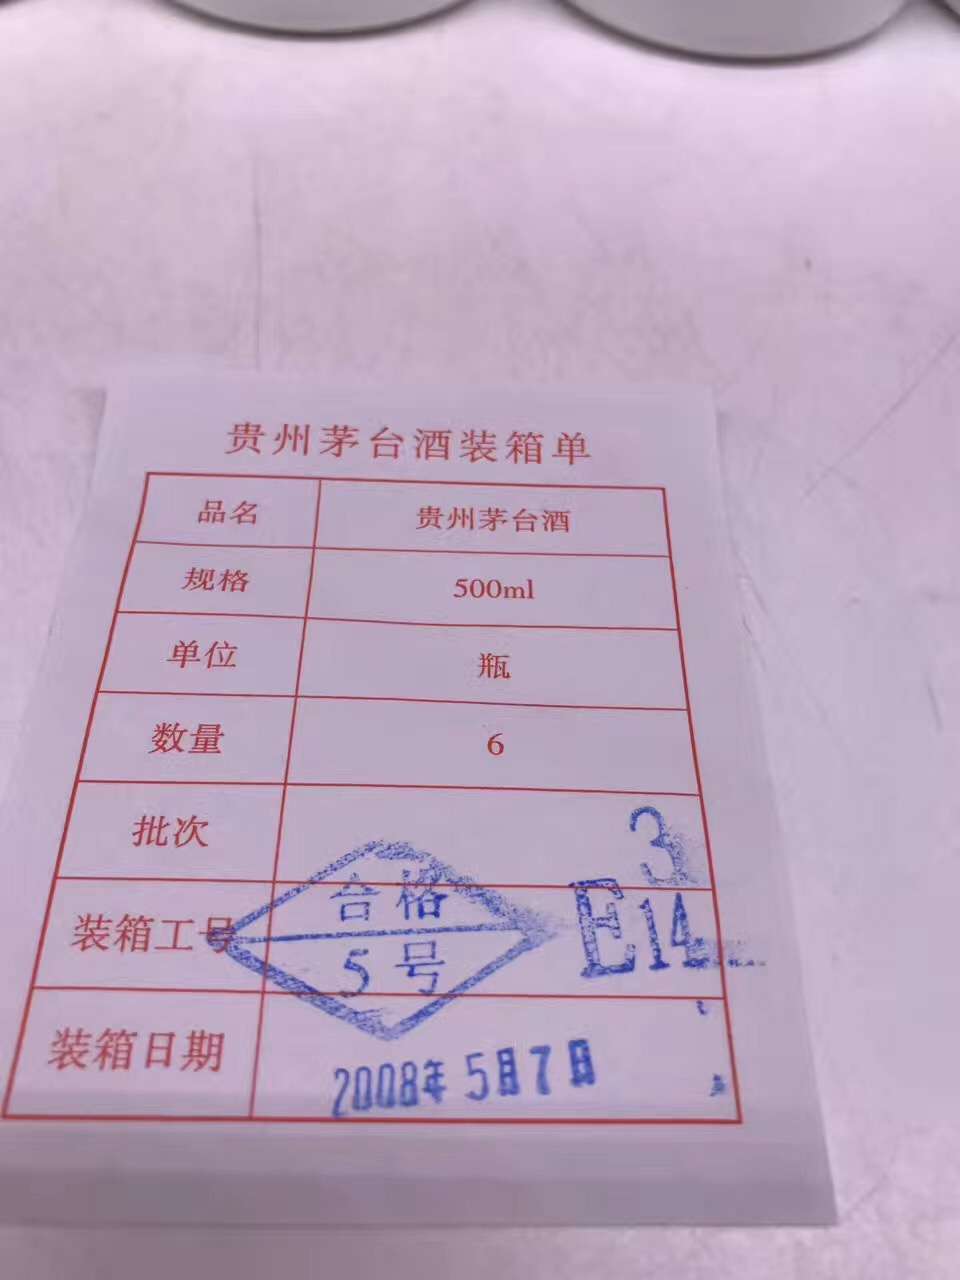 贵州茅台酒装箱单
品名 贵州茅台酒
规格 500ml
单位 瓶
数量 6
批次 3
装箱工号 合格 E14
5号
装箱日期 2008年5月7日